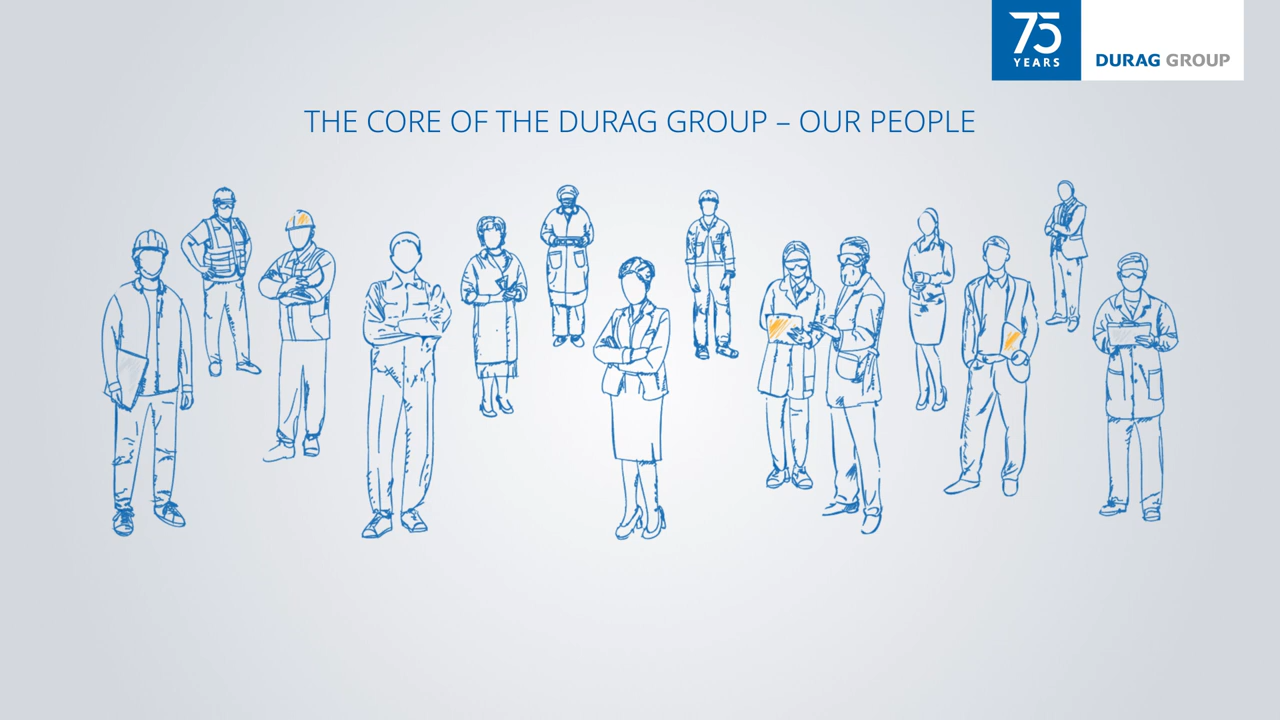 75
YEARS
DURAG GROUP
THE CORE OF THE DURAG GROUP – OUR PEOPLE